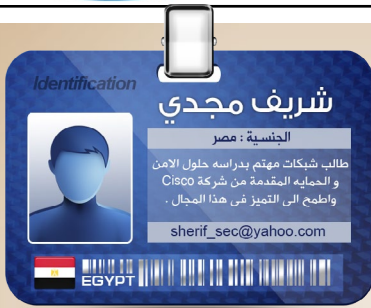 Identification
شريف مجدي
الجنسية : مصر
طالب شبكات مهتم بدراسه حلول الامن
و الحمايه المقدمة من شركة Cisco
واطمح الى التميز فى هذا المجال .
sherif_sec@yahoo.com
EGYPT